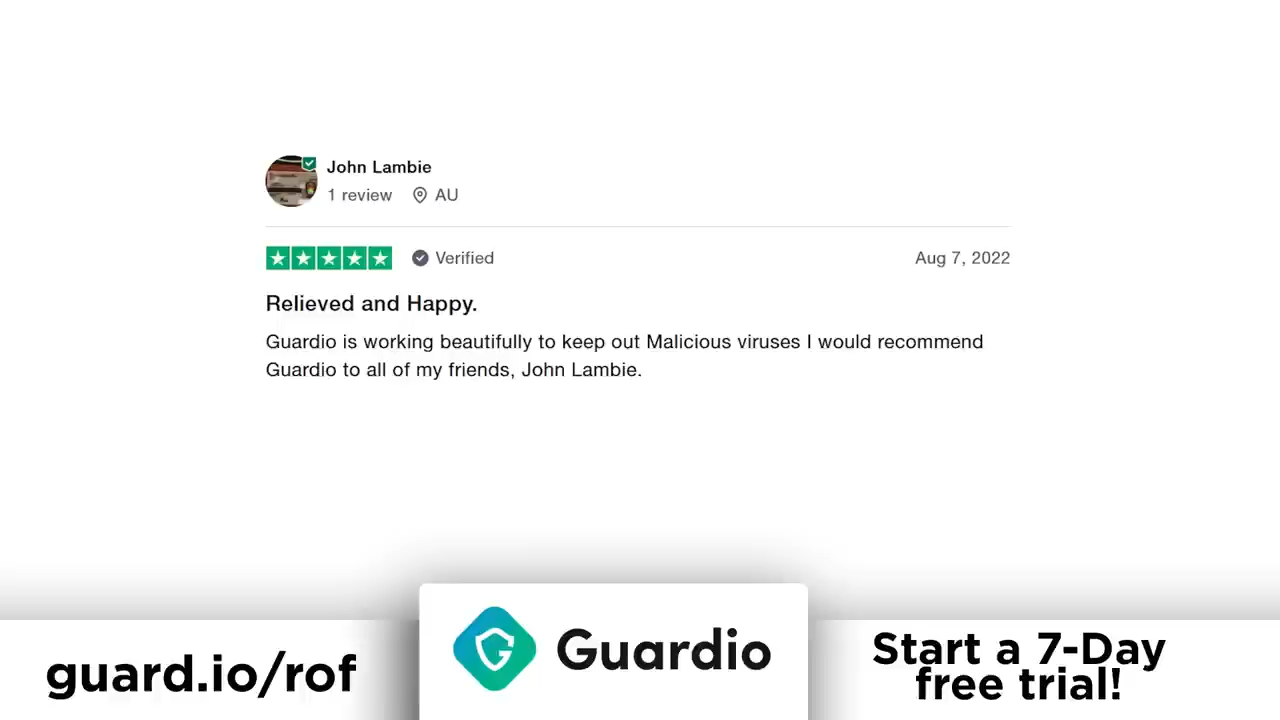 John Lambie
1 review AU
Verified Aug 7, 2022
Relieved and Happy.
Guardio is working beautifully to keep out Malicious viruses I would recommend
Guardio to all of my friends, John Lambie.
guard.io/rof
Guardio
Start a 7-Day
free trial!